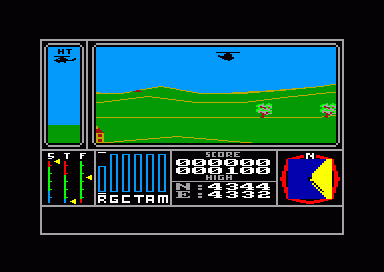 HT
S T F
RGCTAM
SCORE
000000
000100
HIGH
N:4344
E:4332
N